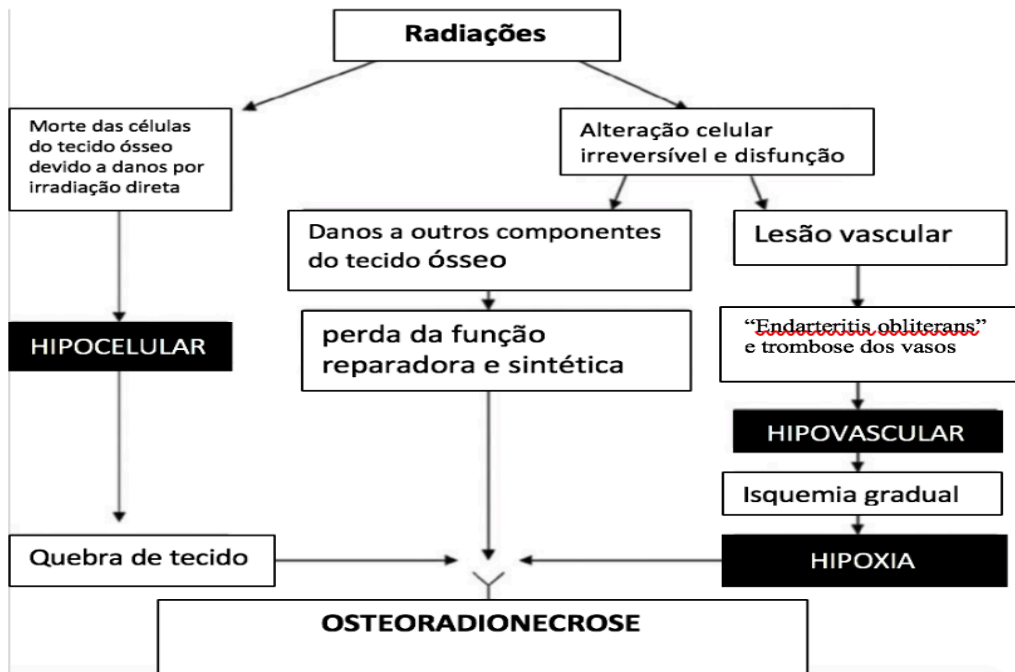 Radiações
Morte das células
do tecido ósseo
devido a danos por
irradiação direta
Alteração celular
irreversível e disfunção
Danos a outros componentes
do tecido ósseo
Lesão vascular
HIPOCELULAR
perda da função
reparadora e sintética
“Endarteritis obliterans”
e trombose dos vasos
HIPOVASCULAR
Isquemia gradual
Quebra de tecido
HIPOXIA
OSTEORADIONECROSE